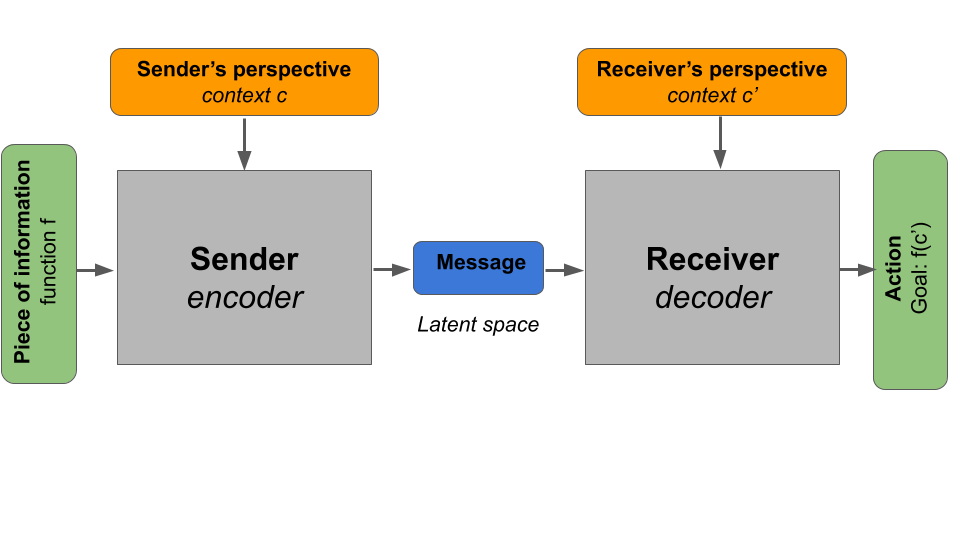 Sender’s perspective
context c
Receiver’s perspective
context c’
Piece of information
function f
Sender
encoder
Message
Latent space
Receiver
decoder
Action
Goal: f(c’)